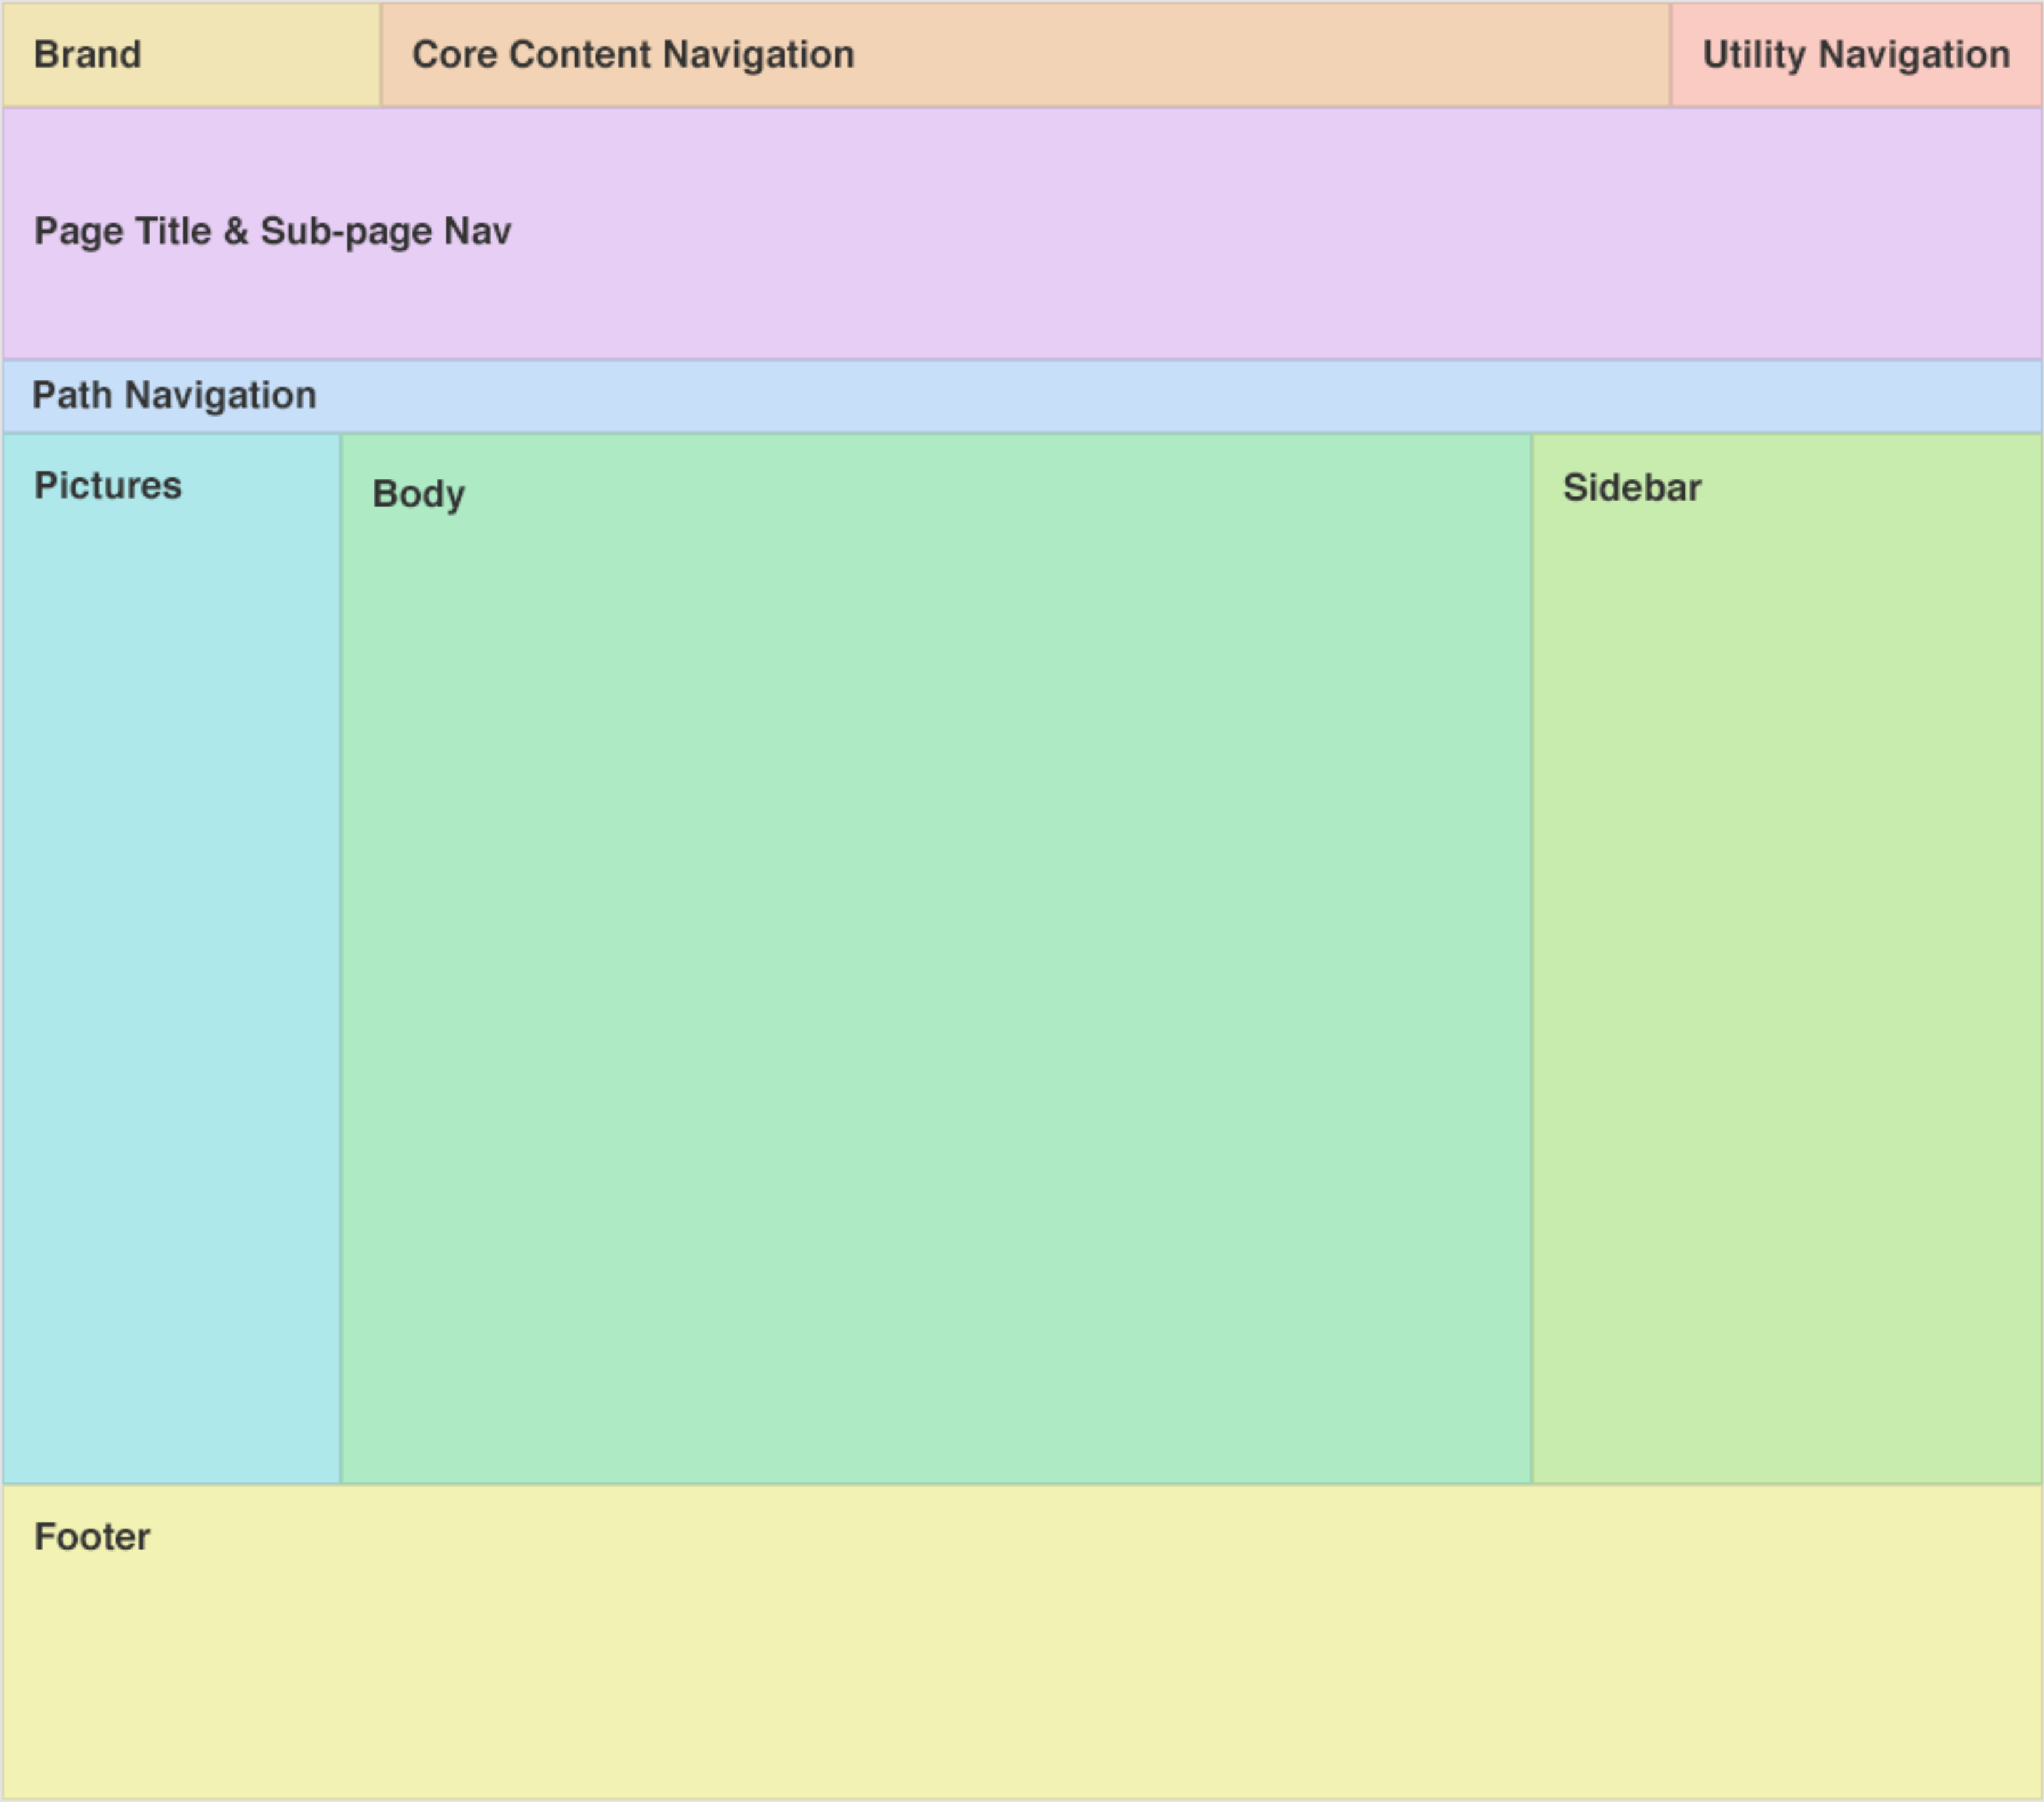 Brand
Core Content Navigation
Utility Navigation
Page Title & Sub-page Nav
Path Navigation
Pictures
Body
Sidebar
Footer